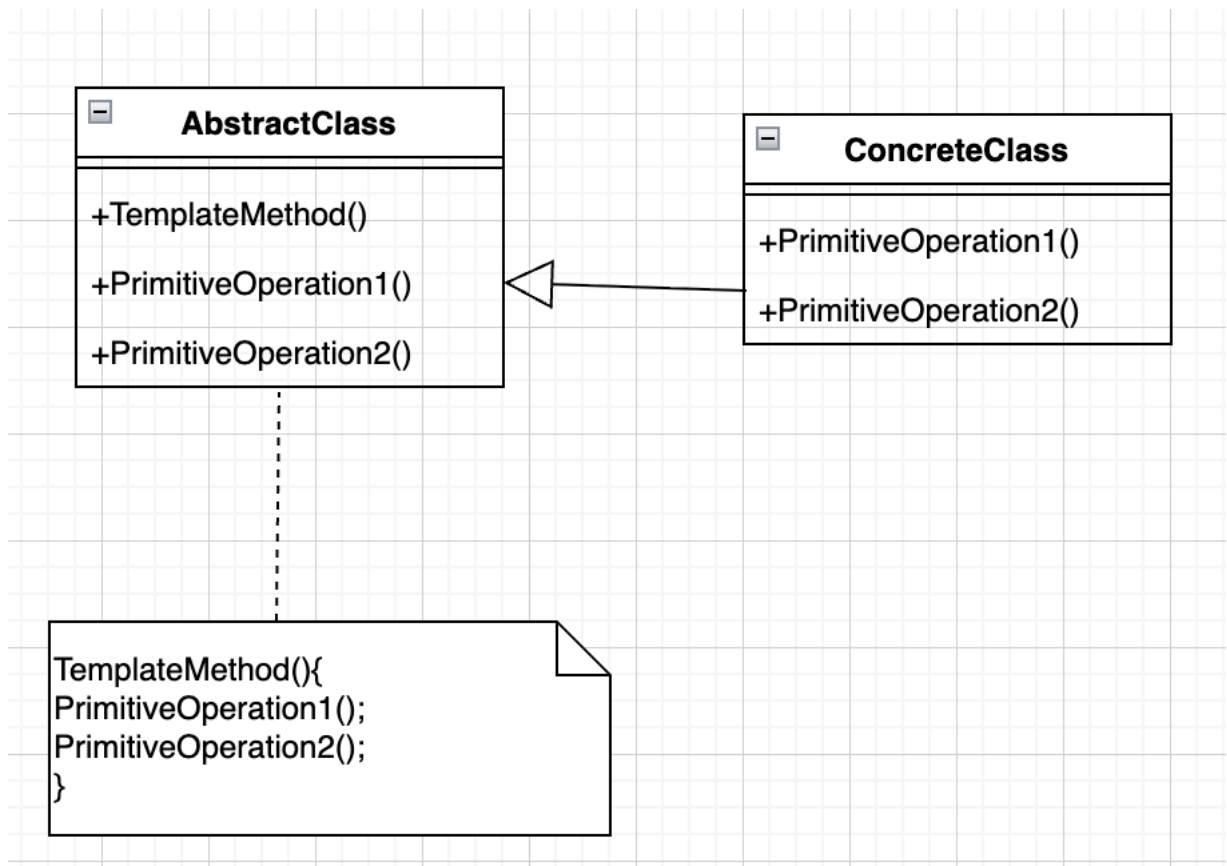 AbstractClass
+TemplateMethod()
+PrimitiveOperation1()
+PrimitiveOperation2()
ConcreteClass
+PrimitiveOperation1()
+PrimitiveOperation2()
TemplateMethod(){
PrimitiveOperation1();
PrimitiveOperation2();
}